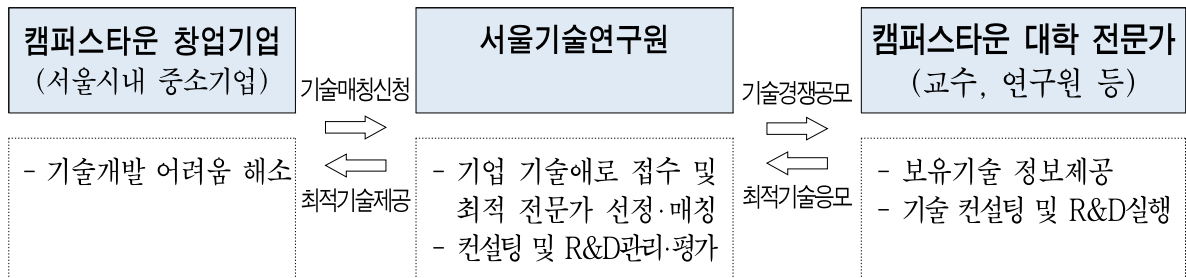 캠퍼스타운 창업기업
(서울시내 중소기업)
기술매칭신청
최적기술제공
- 기술개발 어려움 해소
서울기술연구원
- 기업 기술애로 접수 및
최적 전문가 선정·매칭
- 컨설팅 및 R&D관리·평가
기술경쟁공모
최적기술응모
캠퍼스타운 대학 전문가
(교수, 연구원 등)
- 보유기술 정보제공
- 기술 컨설팅 및 R&D실행